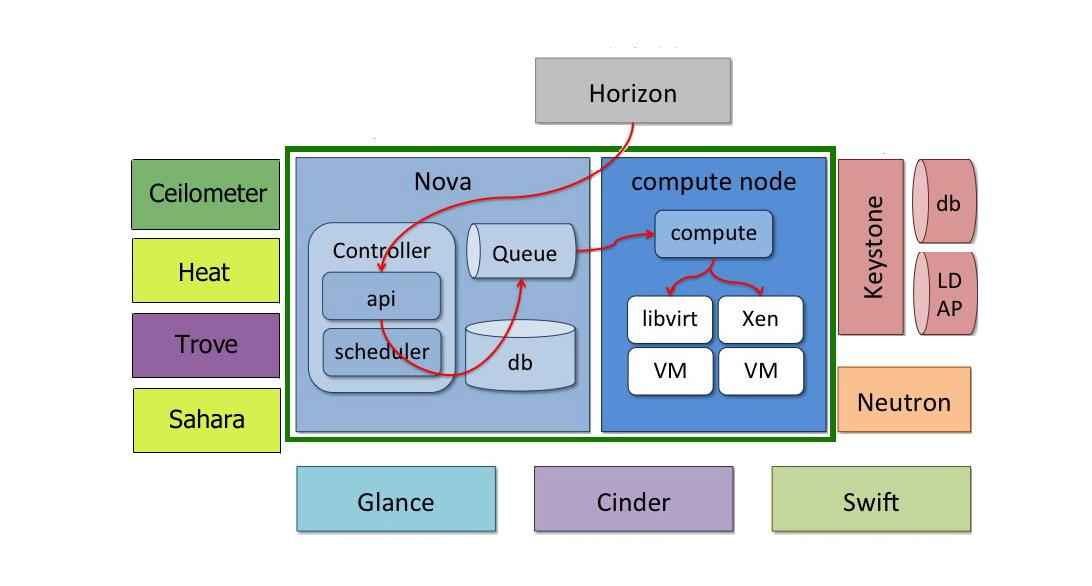 Horizon
Ceilometer
Heat
Trove
Sahara
Nova
Controller
api
scheduler
Queue
db
compute node
compute
libvirt
Xen
VM
VM
Keystone
db
LD
AP
Neutron
Glance
Cinder
Swift